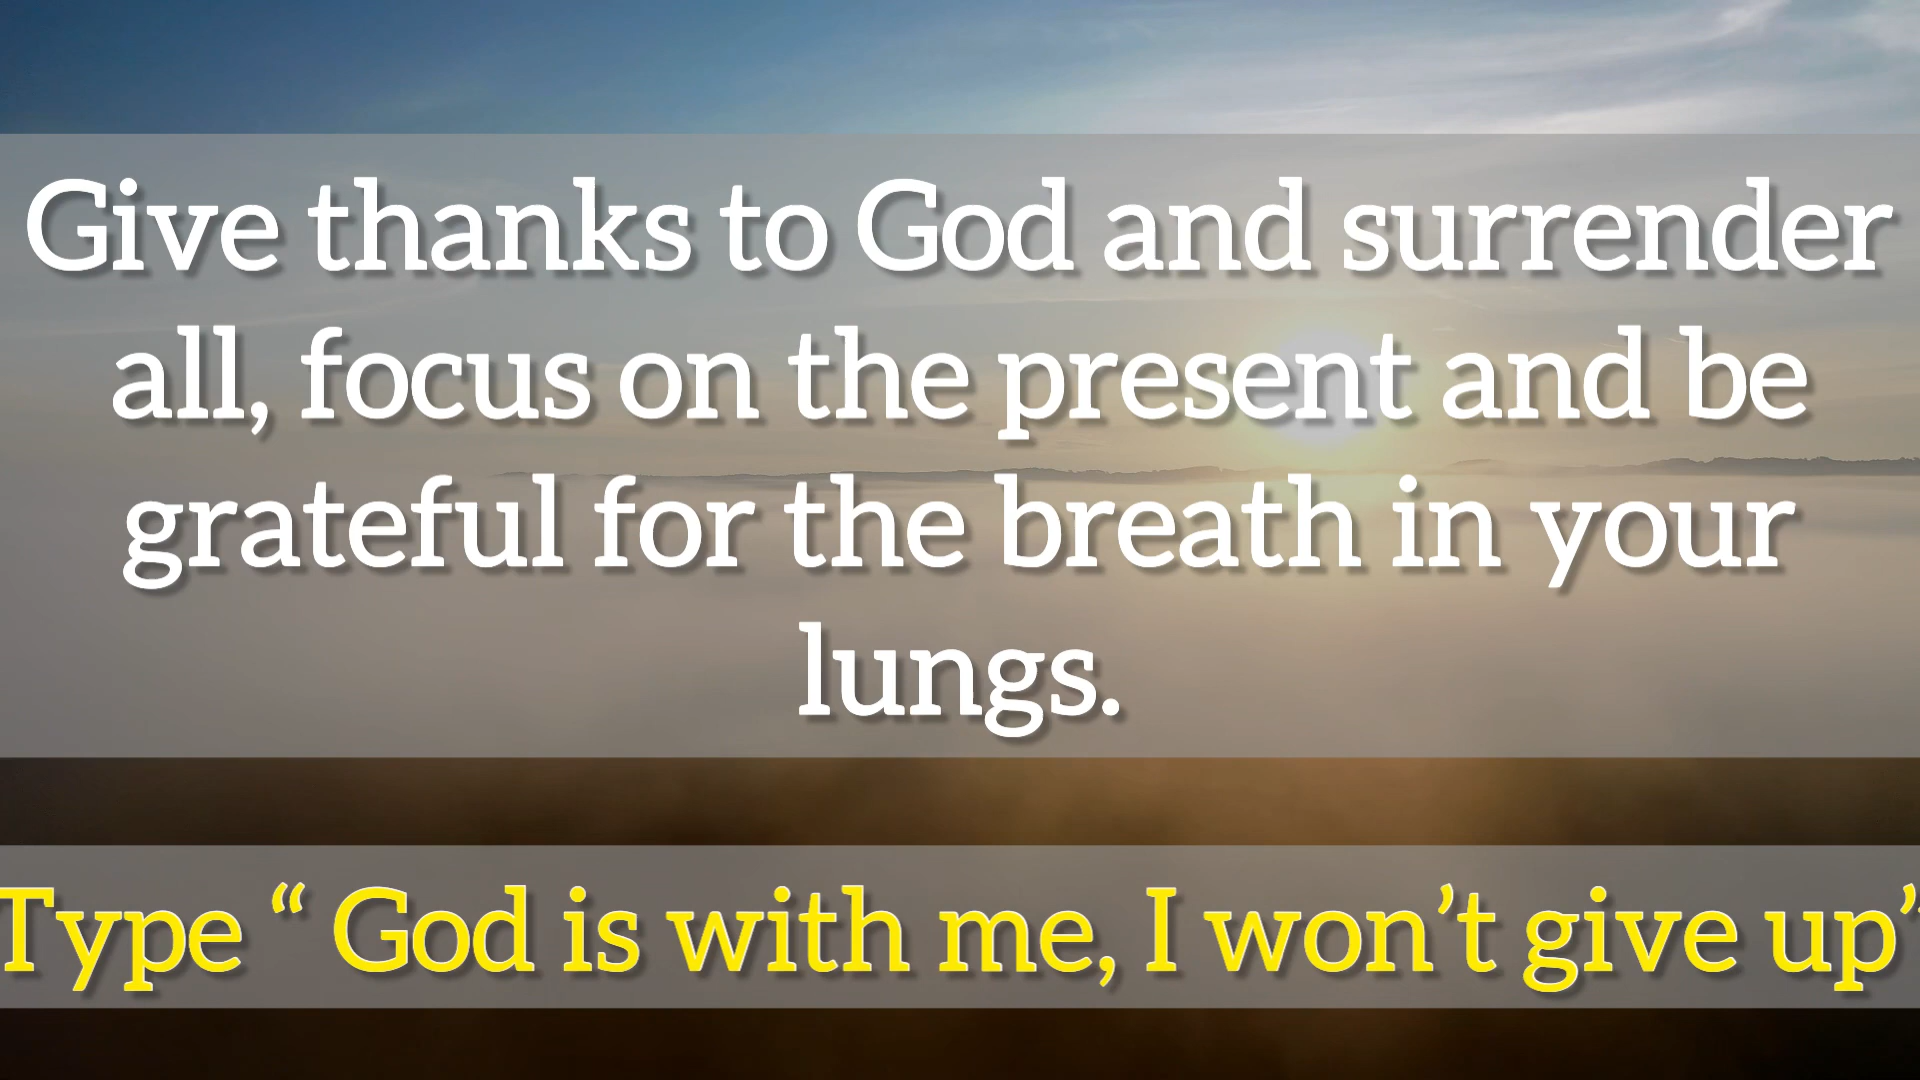 Give thanks to God and surrender
all, focus on the present and be
grateful for the breath in your
lungs.
Type “ God is with me, I won’t give up”